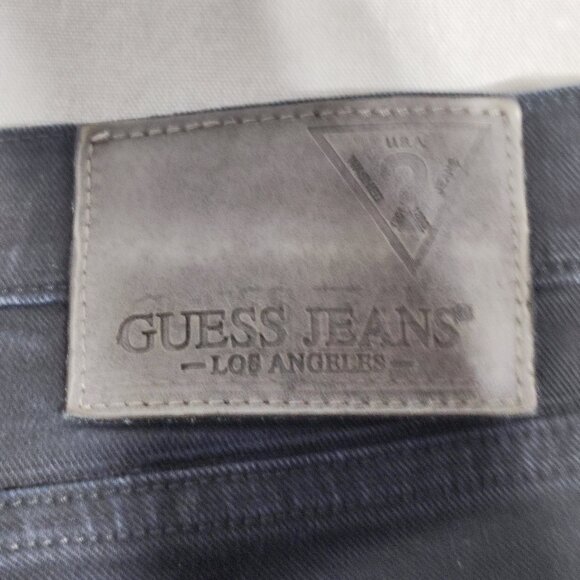 U.S.A.
?
GUESS JEANS
— LOS ANGELES —